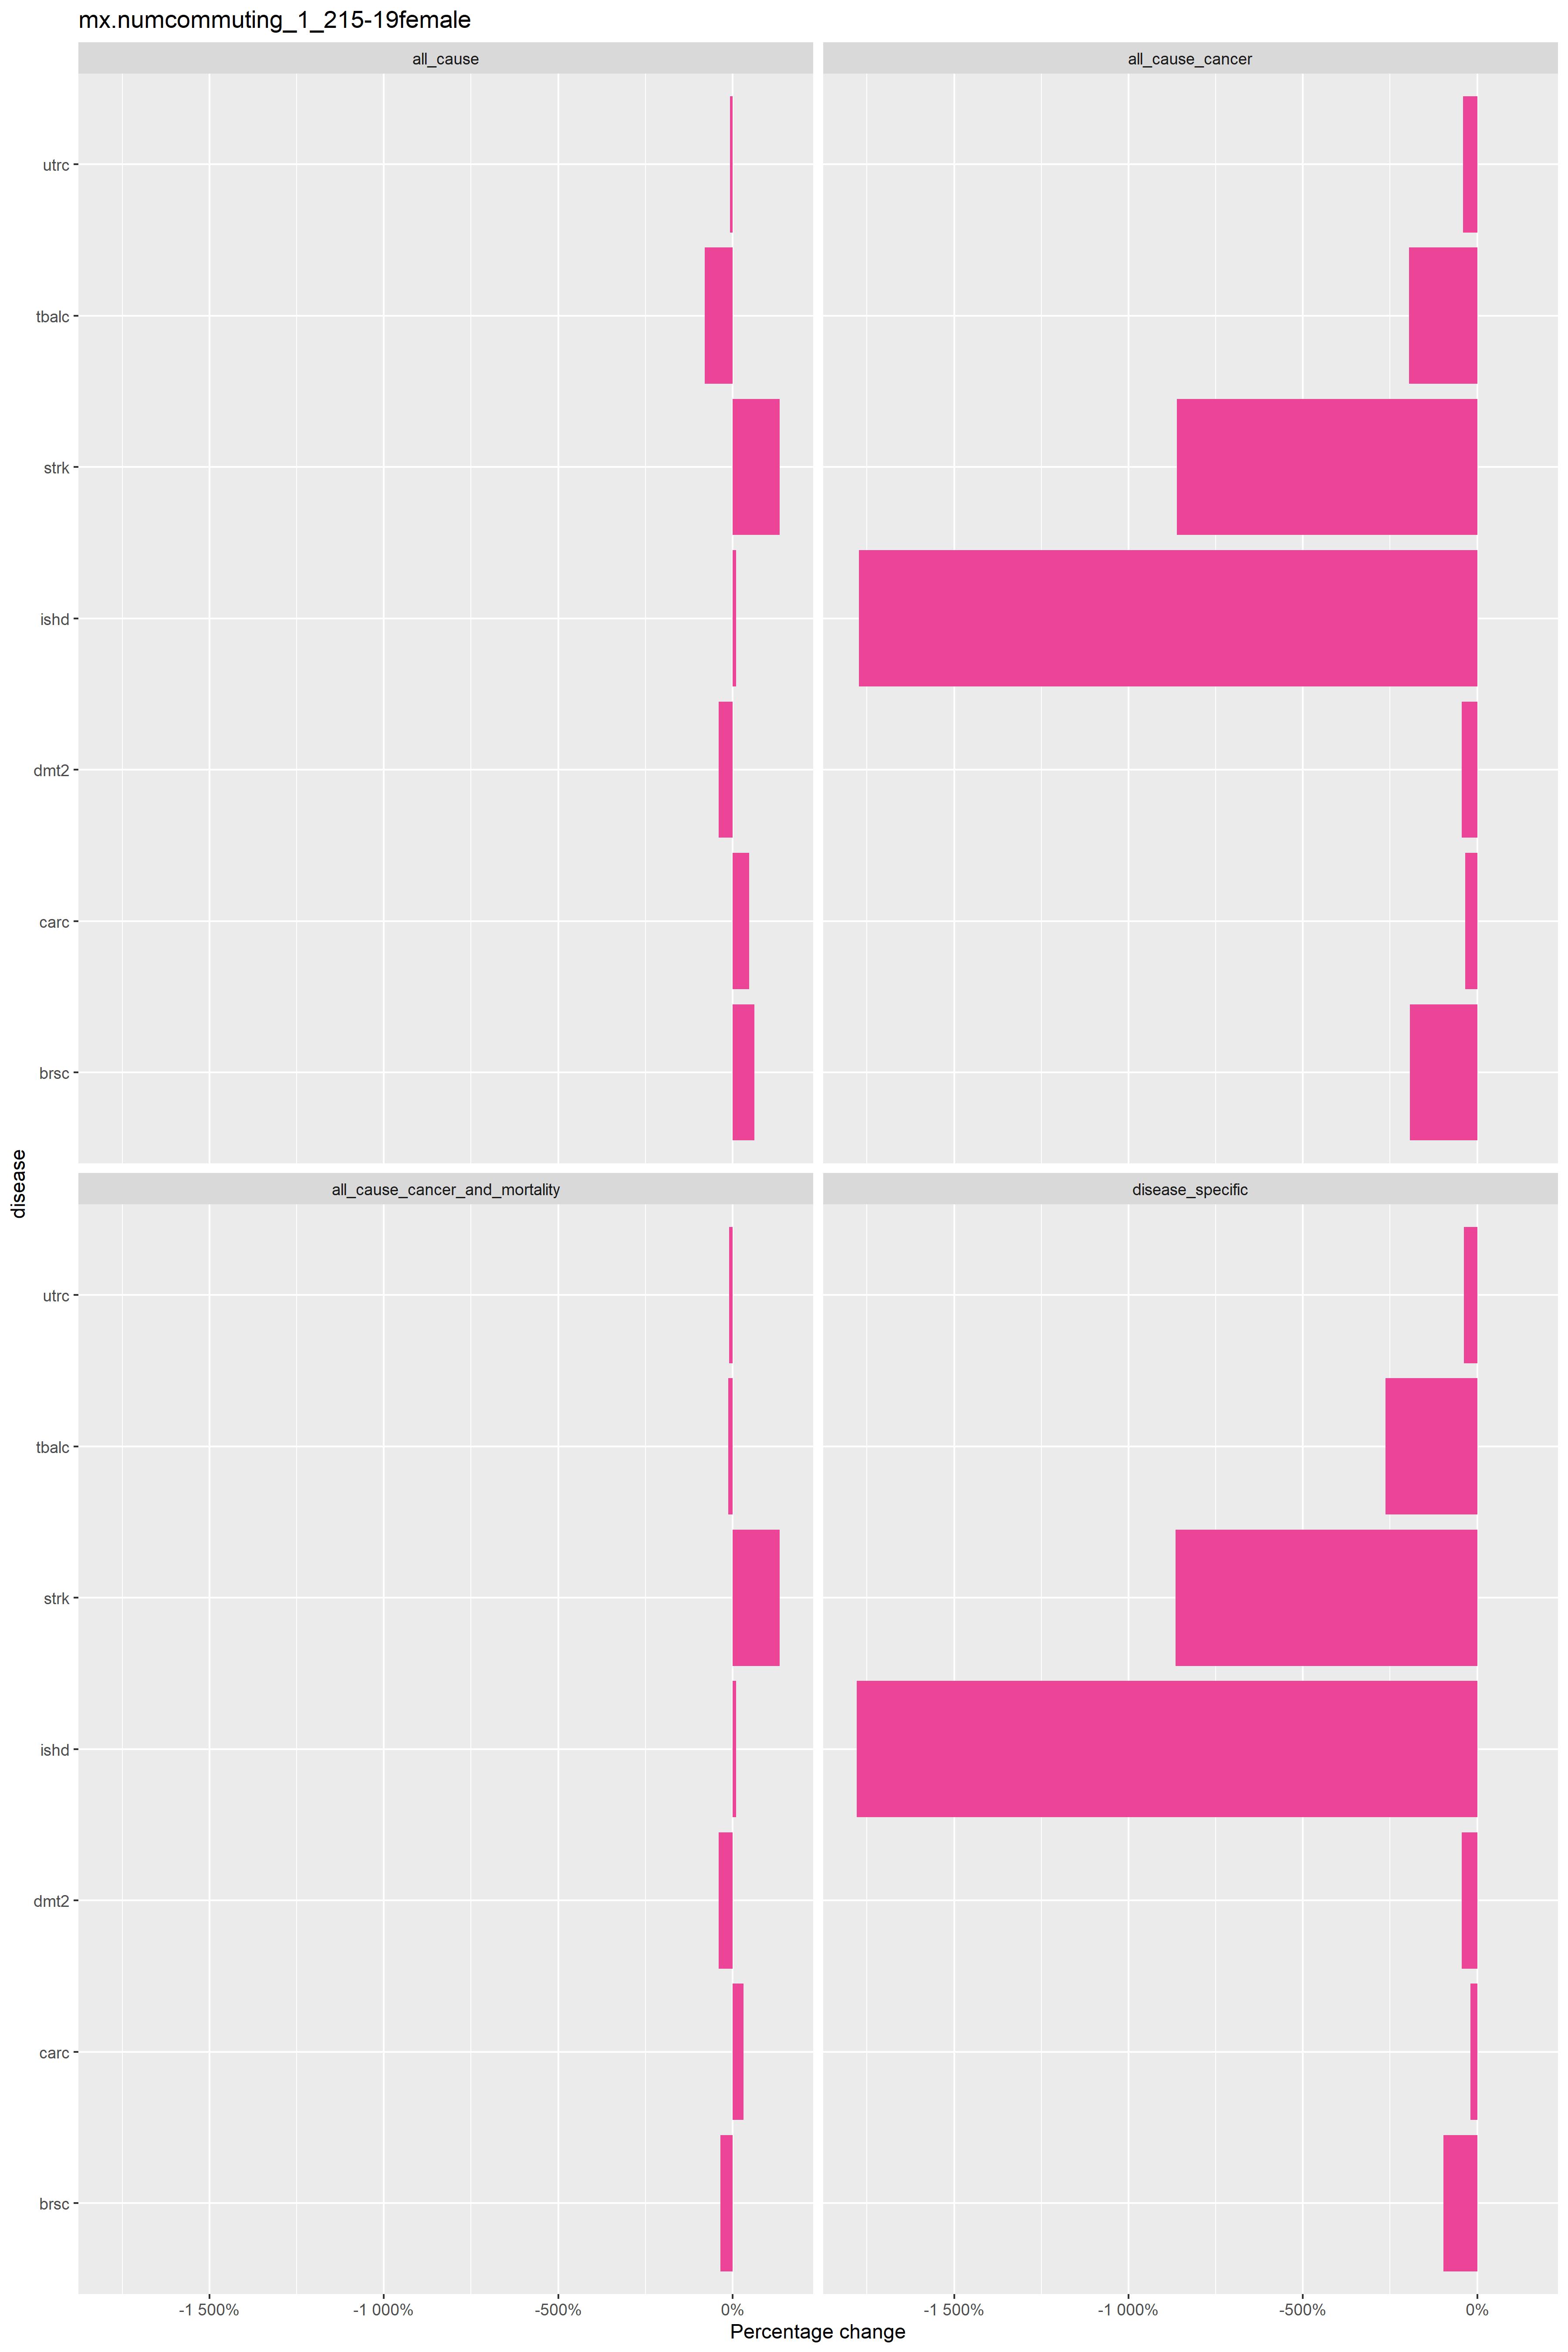 mx.numcommuting_1_215-19female
all_cause
all_cause_cancer
utrc
tbalc
strk
ishd
dmt2
carc
brsc
disease
all_cause_cancer_and_mortality
disease_specific
utrc
tbalc
strk
ishd
dmt2
carc
brsc
-1 500%
-1 000%
-500%
0%
-1 500%
-1 000%
-500%
0%
Percentage change